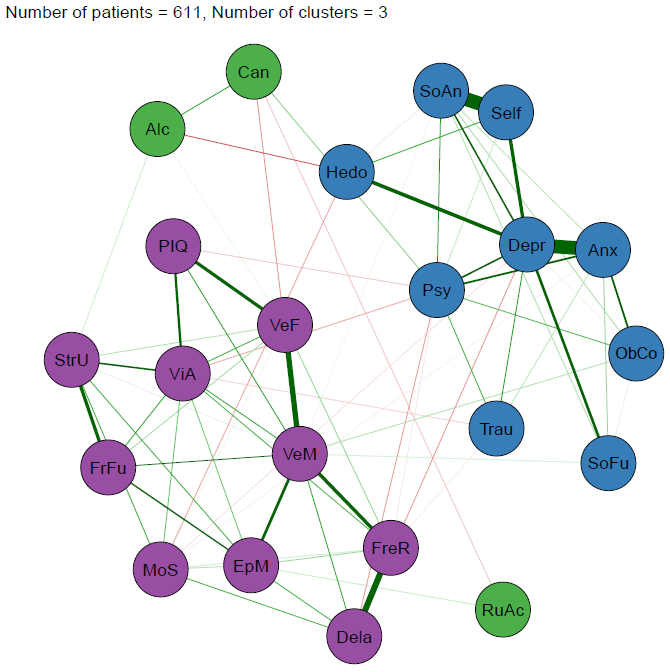 Number of patients = 611, Number of clusters = 3
Can
SoAn
Self
Alc
Hedo
PIQ
Depr
Anx
Psy
VeF
StrU
ViA
ObCo
Trau
VeM
SoFu
FrFu
FreR
MoS
EpM
RuAc
Dela